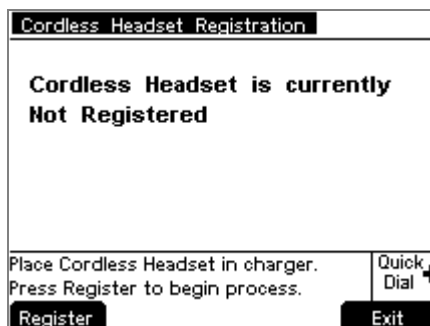 Cordless Headset Registration
Cordless Headset is currently
Not Registered
Place Cordless Headset in charger.
Press Register to begin process.
Quick
Dial
Register
Exit